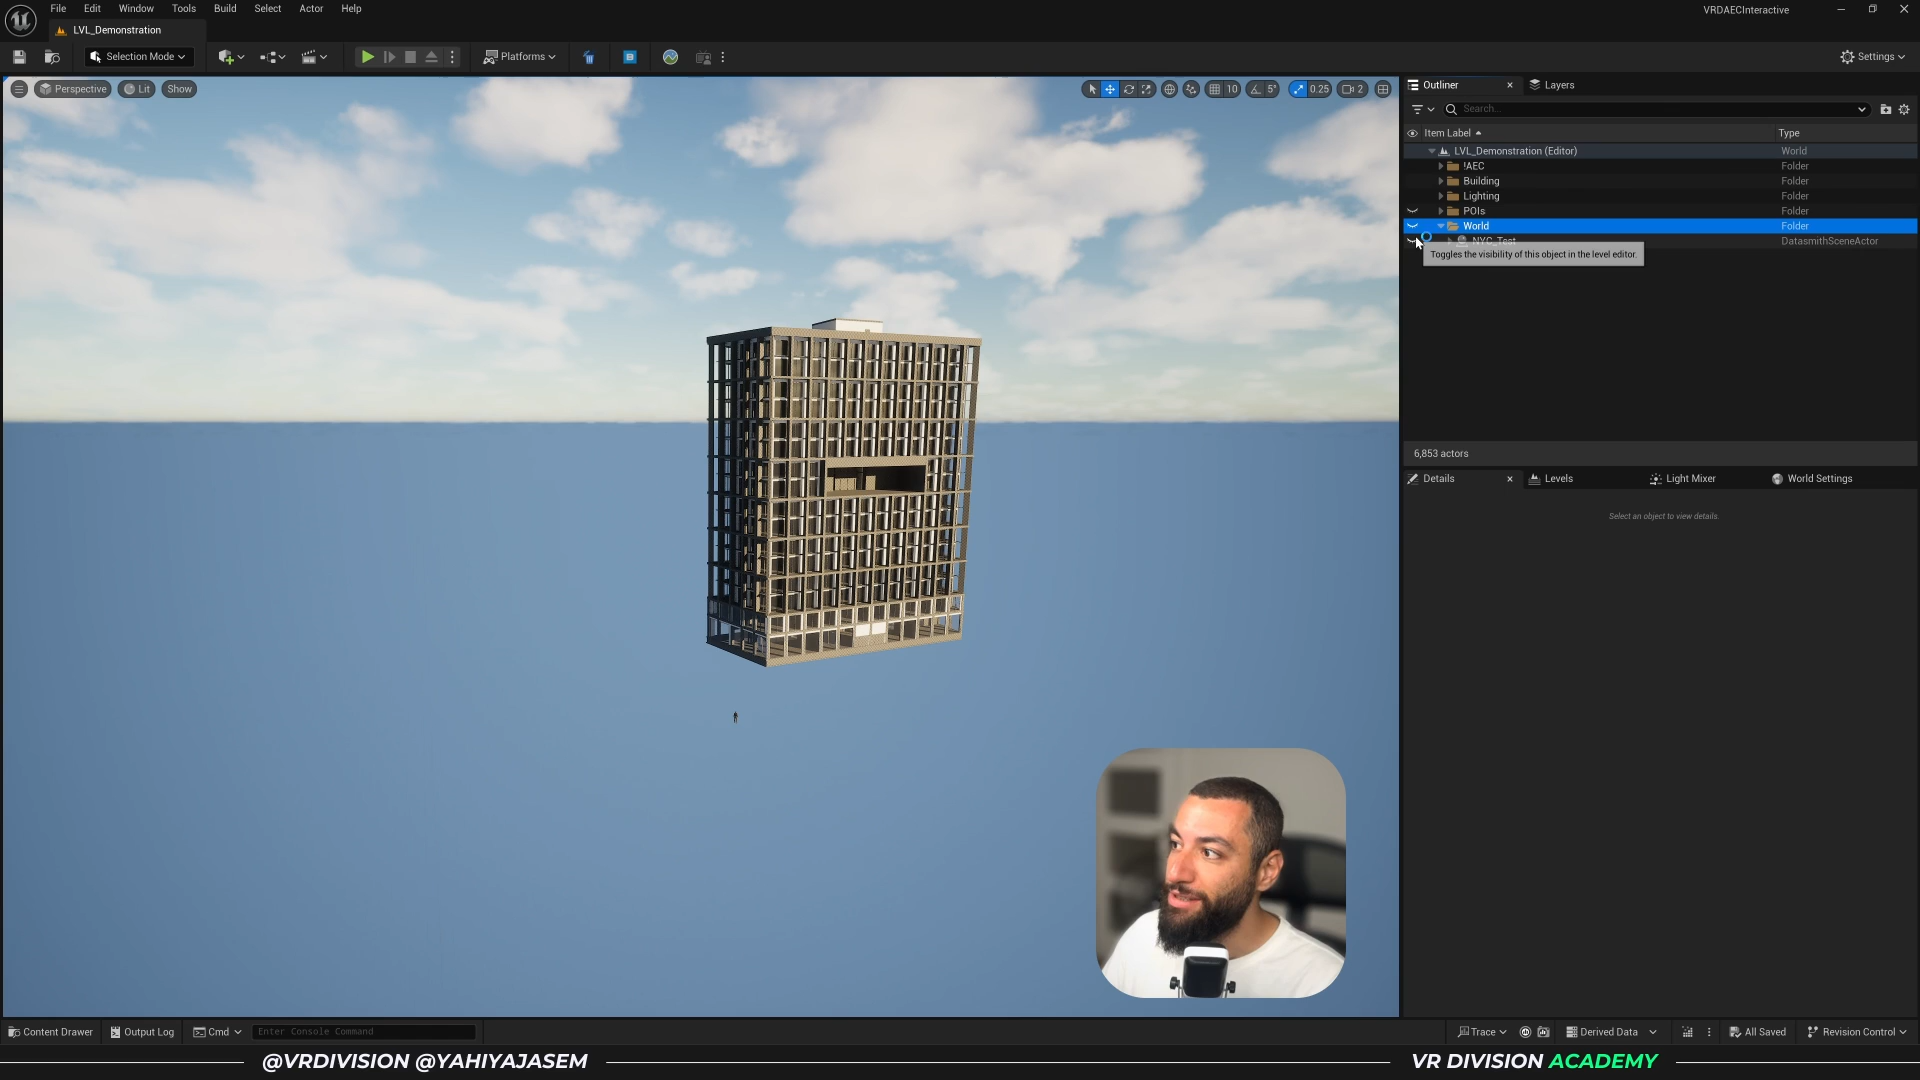 File Edit Window Tools Build Select Actor Help
VRDAECInteractive
LVL_Demonstration
Selection Mode
Platforms
Settings
Perspective
Lit
Show
10
5°
0.25
2
Outliner
Layers
Search...
Item Label
Type
LVL_Demonstration (Editor)
World
!AEC
Folder
Building
Folder
Lighting
Folder
POIs
Folder
World
Folder
NYC_Test
DatasmithSceneActor
Toggles the visibility of this object in the level editor.
6,853 actors
Details
Levels
Light Mixer
World Settings
Select an object to view details.
Content Drawer
Output Log
Cmd
Enter Console Command
Trace
Derived Data
All Saved
Revision Control
@VRDIVISION @YAHIYAJASEM
VR DIVISION ACADEMY